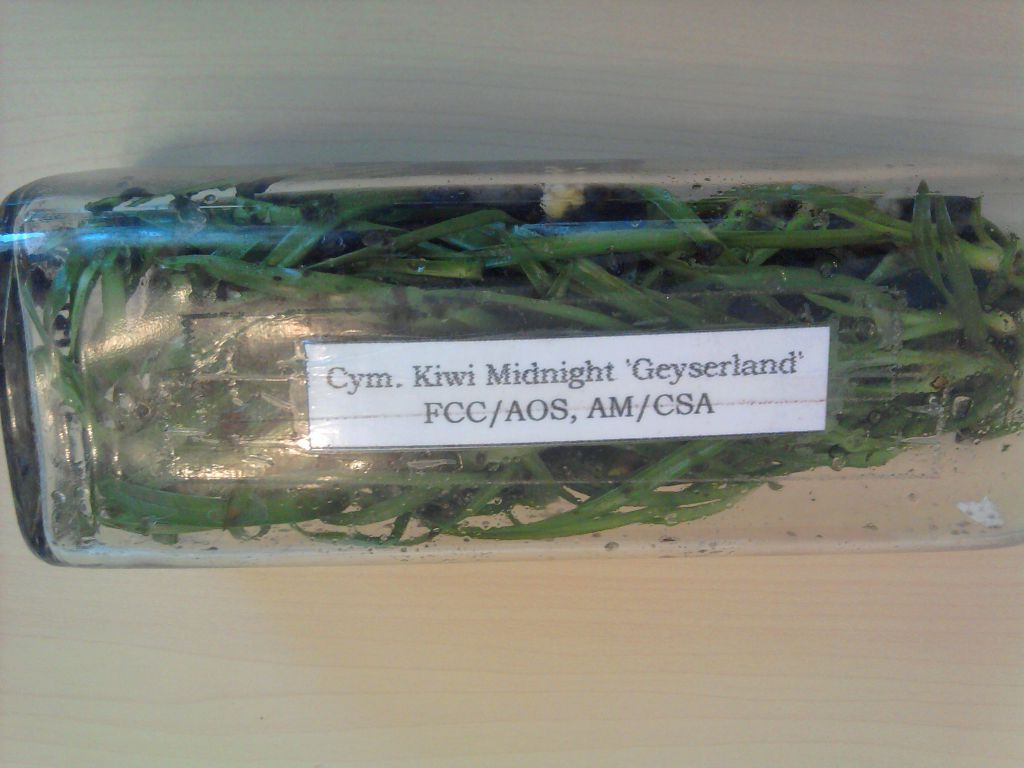 Cym. Kiwi Midnight 'Geyserland'
FCC/AOS, AM/CSA